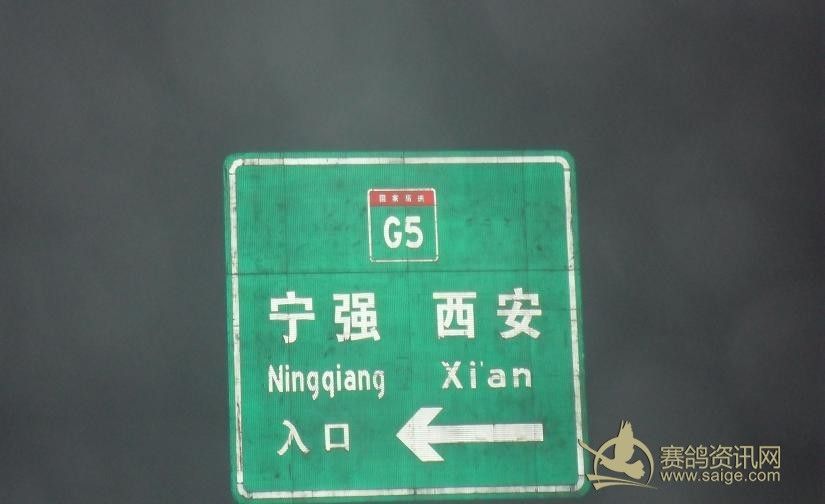 国家高速
G5
宁强 西安
Ningqiang Xi'an
入口
赛鸽资讯网
www.saige.com